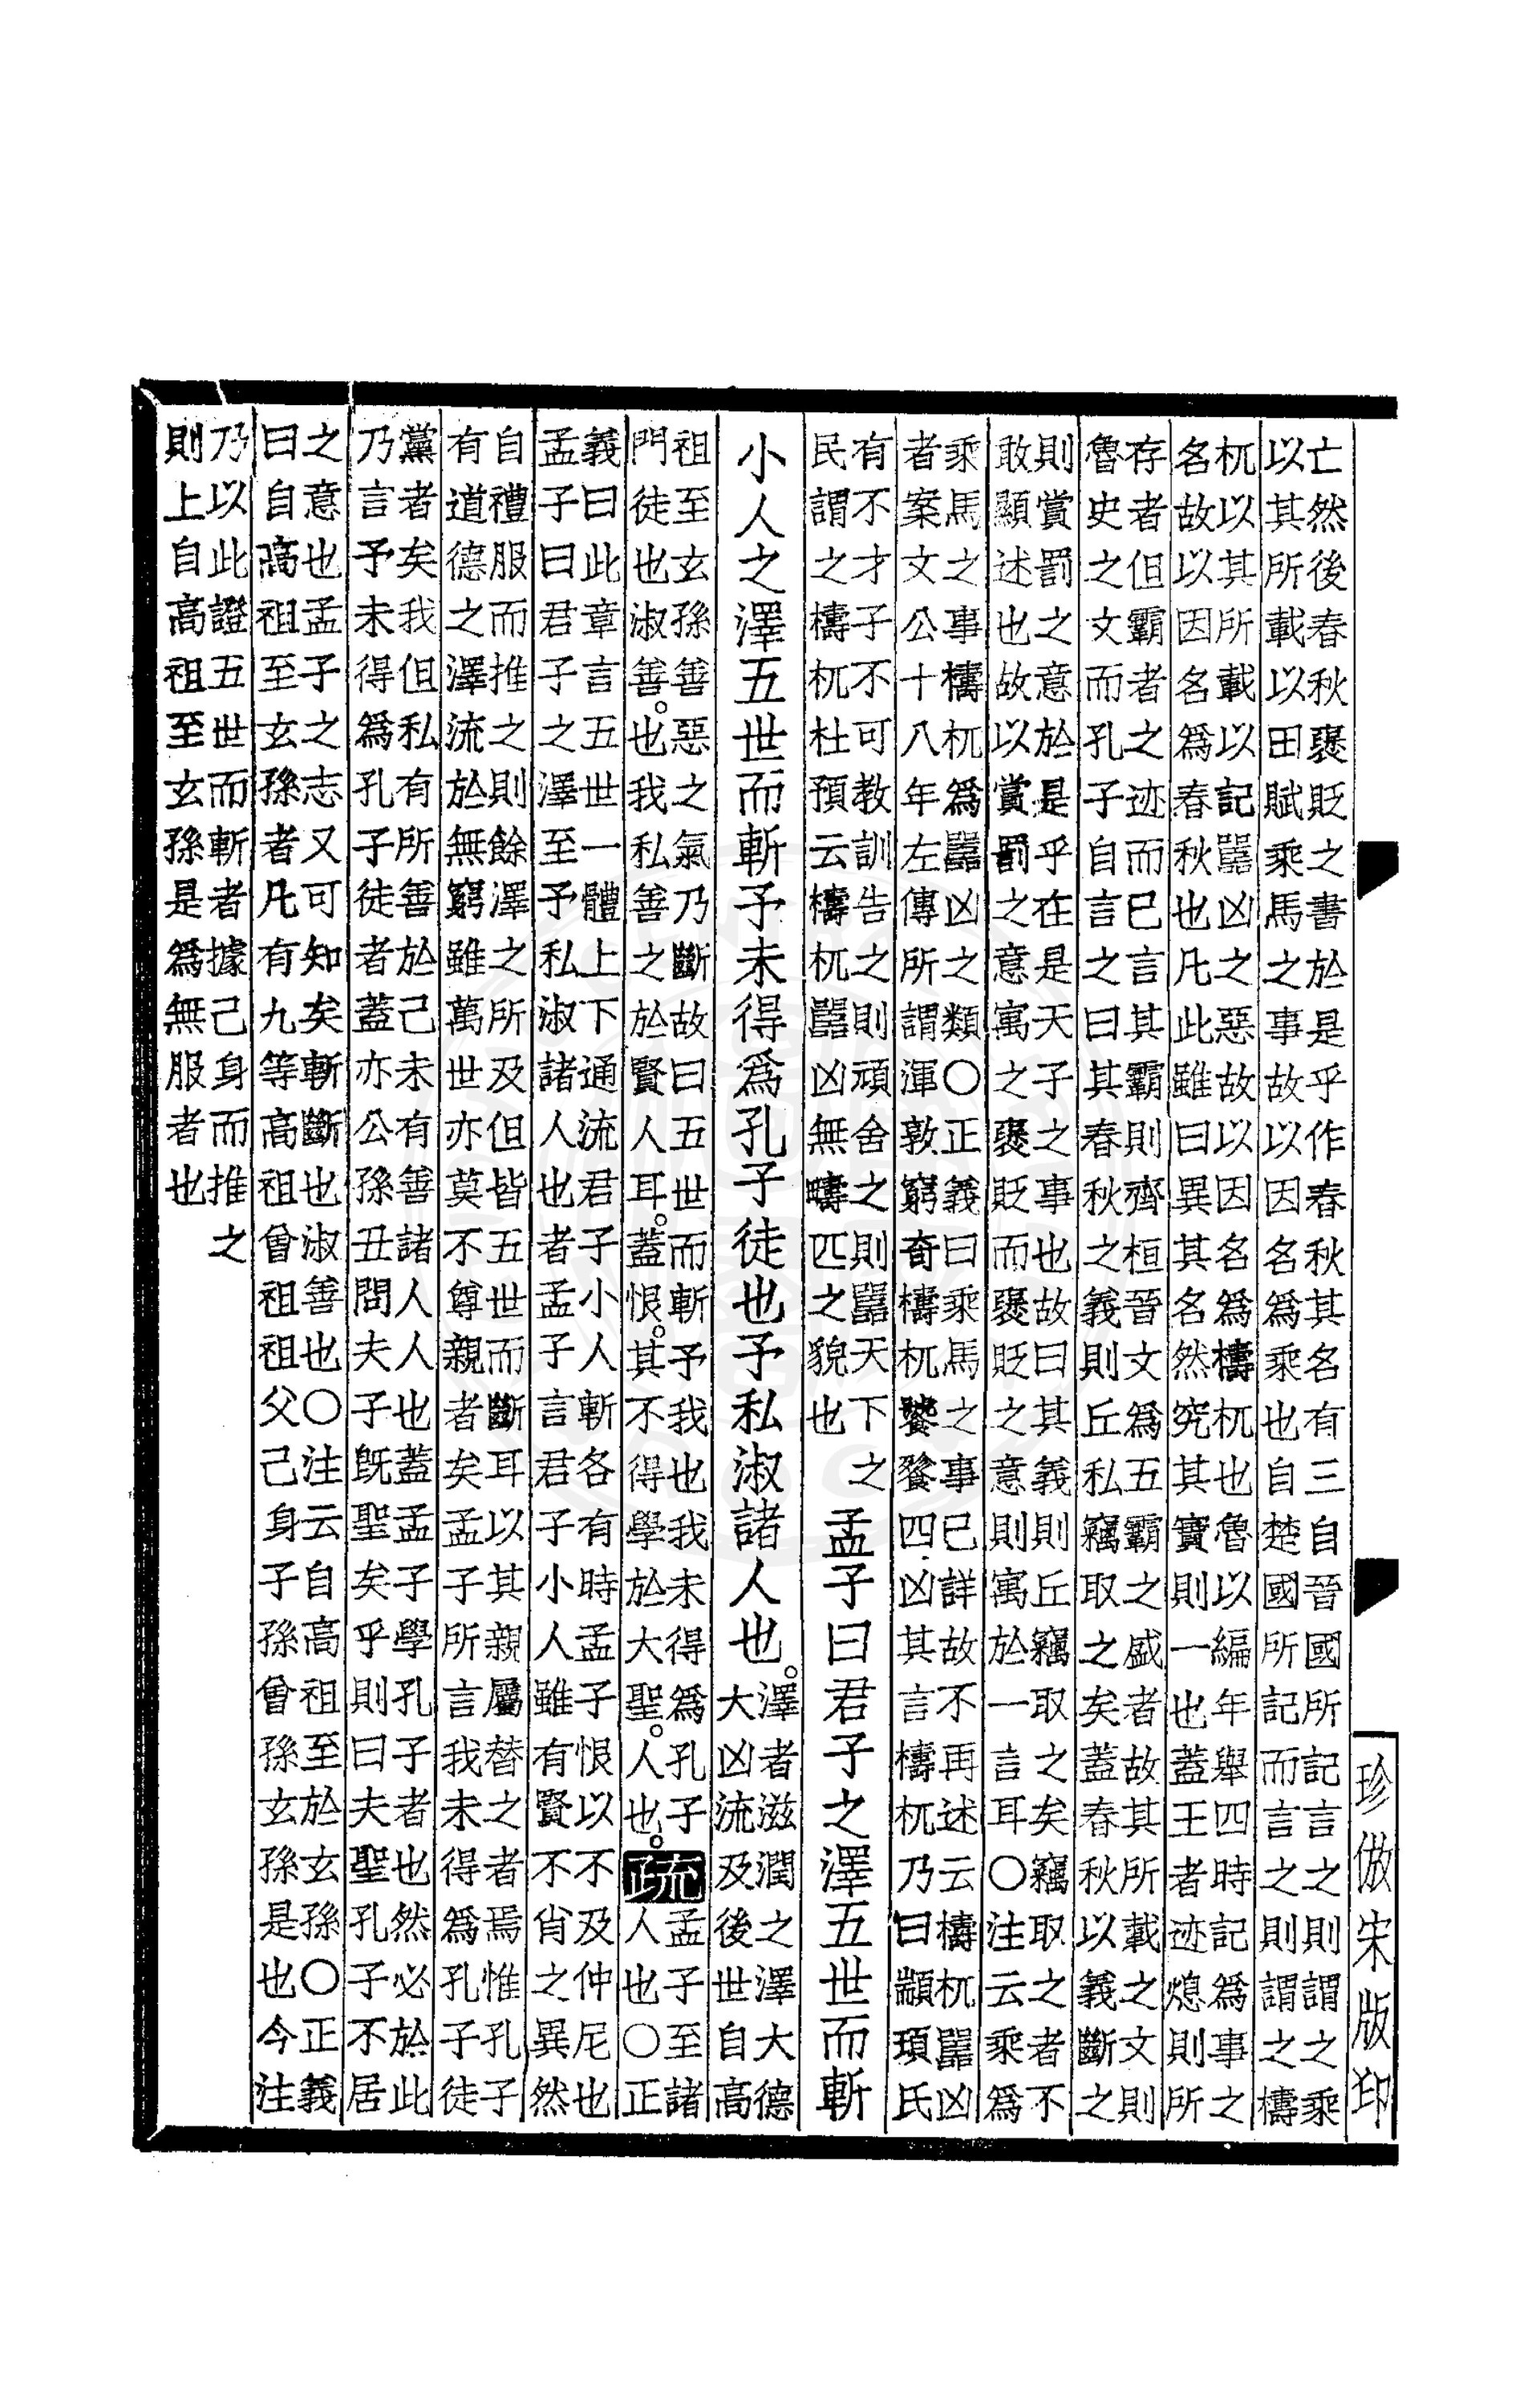 珍倣宋版印
亡然後春秋褒貶之書於是乎作春秋其名有三自晉國所記言之則謂之乘
以其所載以田賦乘馬之事故以因名為乘也自楚國所記而言之則謂之檮
杌以其所載以記嚚凶之惡故以因名爲檮杌也魯以編年舉四時記爲事之
名故以因名爲春秋也凡此雖曰異其名然究其實則一也蓋王者迹熄則所
存者但霸者之迹而已言其霸則齊桓晉文爲五霸之盛者故其所載之文則
魯史之文而孔子自言之曰其春秋之義則丘私竊取之矣蓋春秋以義斷之
則賞罰之意於是乎在是天子之事也故曰其義則丘竊取之矣竊取之者不
敢顯述也故以賞罰之意寓之褒貶而褒貶之意則寓於一言耳○注云乘爲
乘馬之事檮杌爲嚚凶之類○正義曰乘馬之事已詳故不再述云檮杌嚚凶
者案文公十八年左傳所謂渾敦窮奇檮杌饕餮四凶其言檮杌乃曰顓頊氏
有不才子不可教訓告之則頑舍之則嚚天下之
民謂之檮杌杜預云檮杌嚚凶無疇匹之貌也
孟子曰君子之澤五世而斬
小人之澤五世而斬予未得爲孔子徒也予私淑諸人也。
澤者滋潤之澤大德
大凶流及後世自高
祖至玄孫善惡之氣乃斷故曰五世而斬予我也我未得爲孔子
門徒也淑善。也我私善之於賢人耳。蓋恨。其不得學於大聖。人也。
疏
孟子至諸
人也○正
義曰此章言五世一體上下通流君子小人斬各有時孟子恨以不及仲尼也
孟子曰君子之澤至予私淑諸人也者孟子言君子小人雖有賢不肖之異然
自禮服而推之則餘澤之所及但皆五世而斷耳以其親屬替之者焉惟孔子
有道德之澤流於無窮雖萬世亦莫不尊親者矣孟子所言我未得爲孔子徒
黨者矣我但私有所善於己未有善諸人人也蓋孟子學孔子者也然必於此
乃言予未得爲孔子徒者蓋亦公孫丑問夫子旣聖矣乎則曰夫聖孔子不居
之意也孟子之志又可知矣斬斷也淑善也○注云自高祖至於玄孫○正義
曰自高祖至玄孫者凡有九等高祖曾祖祖父己身子孫曾孫玄孫是也今注
乃以此證五世而斬者據己身而推之
則上自高祖至玄孫是爲無服者也